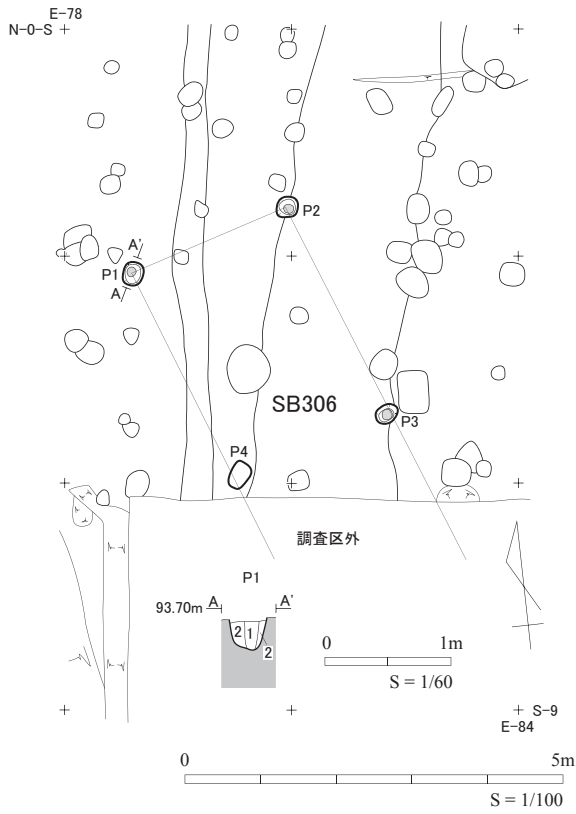 E-78
N-0-S
P2
A'
P1
A
SB306
P3
P4
調査区外
P1
93.70m A A'
2 1
2
0 1m
S = 1/60
S-9
E-84
0 5m
S = 1/100